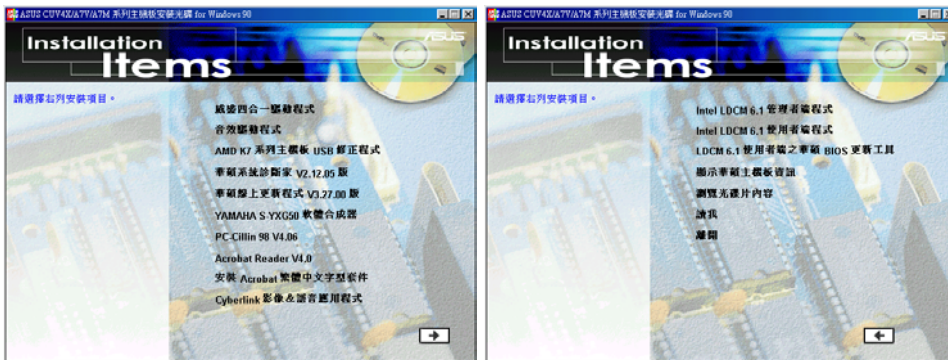 ASUS CUV4X/A7V/A7M 系列主機板安裝光碟 for Windows 98
Installation
Items
ASUS
請選擇右列安裝項目。
威盛四合一驅動程式
音效驅動程式
AMD K7 系列主機板 USB 修正程式
華碩系統診斷家 V2.12.05 版
華碩線上更新程式 V3.27.00 版
YAMAHA S-YXG50 軟體合成器
PC-Cillin 98 V4.06
Acrobat Reader V4.0
安裝 Acrobat 繁體中文字型套件
Cyberlink 影像&語言應用程式
ASUS CUV4X/A7V/A7M 系列主機板安裝光碟 for Windows 98
Installation
Items
ASUS
請選擇右列安裝項目。
Intel LDCM 6.1 管理者端程式
Intel LDCM 6.1 使用者端程式
LDCM 6.1 使用者端之華碩 BIOS 更新工具
顯示華碩主機板資訊
瀏覽光碟片內容
讀我
離開